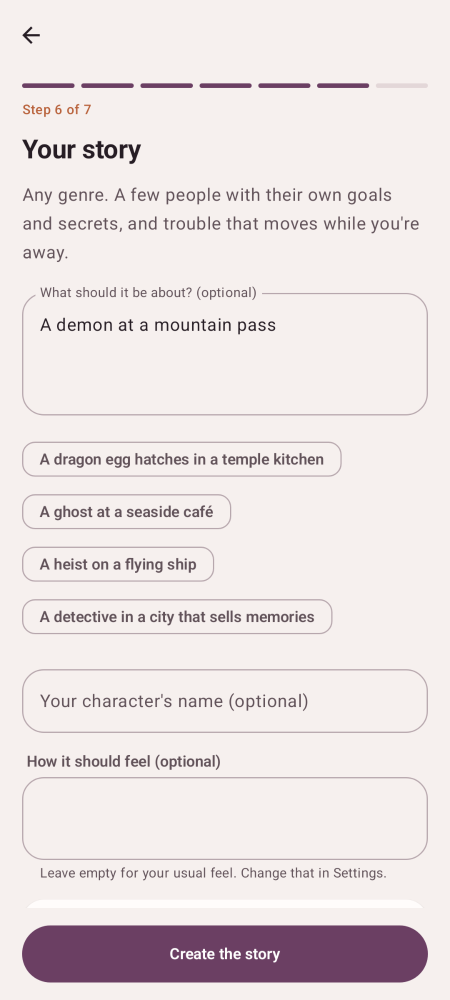 Step 6 of 7
Your story
Any genre. A few people with their own goals
and secrets, and trouble that moves while you're
away.
What should it be about? (optional)
A demon at a mountain pass
A dragon egg hatches in a temple kitchen
A ghost at a seaside café
A heist on a flying ship
A detective in a city that sells memories
Your character's name (optional)
How it should feel (optional)
Leave empty for your usual feel. Change that in Settings.
Create the story